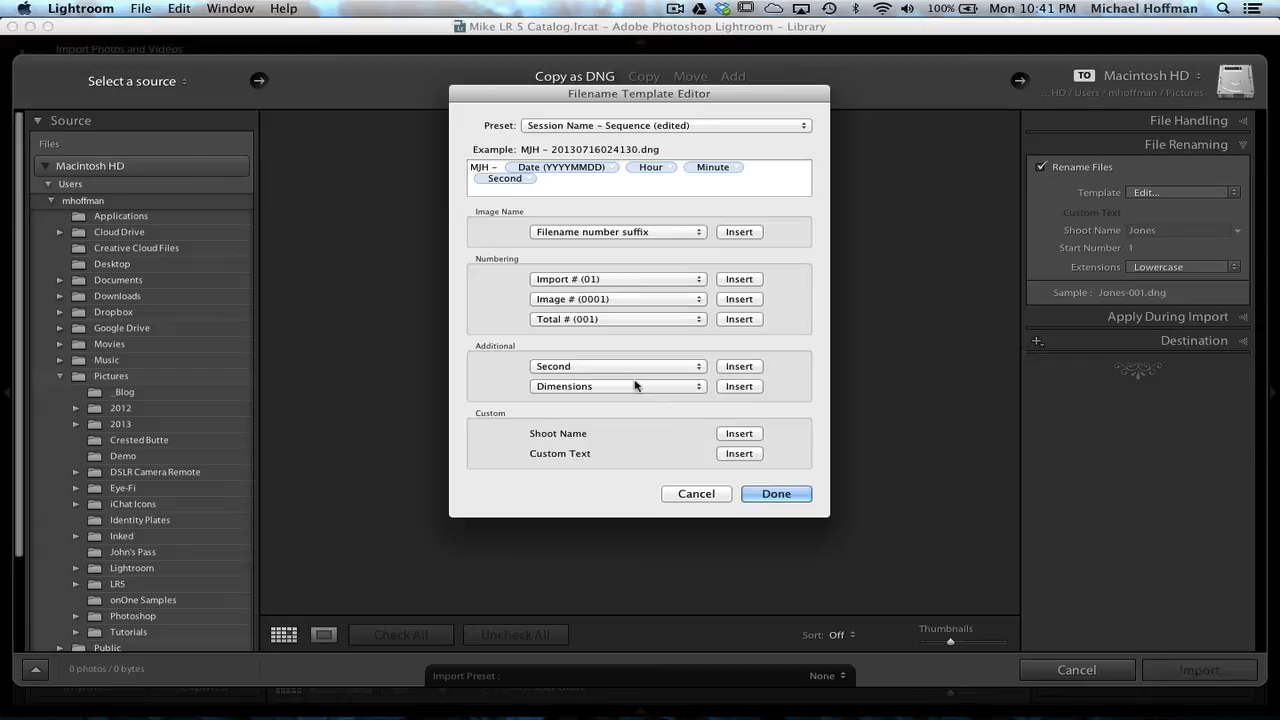 Lightroom File Edit Window Help 100% Mon 10:41 PM Michael Hoffman
Mike LR 5 Catalog.lrcat - Adobe Photoshop Lightroom - Library
Import Photos and Videos
Select a source
Copy as DNG Copy Move Add
TO Macintosh HD
...HD / Users / mhoffman / Pictures
Source
Files
Macintosh HD
Users
mhoffman
Applications
Cloud Drive
Creative Cloud Files
Desktop
Documents
Downloads
Dropbox
Google Drive
Movies
Music
Pictures
_Blog
2012
2013
Crested Butte
Demo
DSLR Camera Remote
Eye-Fi
iChat Icons
Identity Plates
Inked
John's Pass
Lightroom
LR5
onOne Samples
Photoshop
Tutorials
Public
Filename Template Editor
Preset: Session Name - Sequence (edited)
Example: MJH - 20130716024130.dng
MJH - Date (YYYYMMDD) Hour Minute
Second
Image Name
Filename number suffix Insert
Numbering
Import # (01) Insert
Image # (0001) Insert
Total # (001) Insert
Additional
Second Insert
Dimensions Insert
Custom
Shoot Name Insert
Custom Text Insert
Cancel Done
File Handling
File Renaming
Rename Files
Template Edit...
Custom Text
Shoot Name Jones
Start Number 1
Extensions Lowercase
Sample : Jones-001.dng
Apply During Import
Destination
Check All Uncheck All Sort: Off Thumbnails
0 photos / 0 bytes
Import Preset : None
Cancel Import